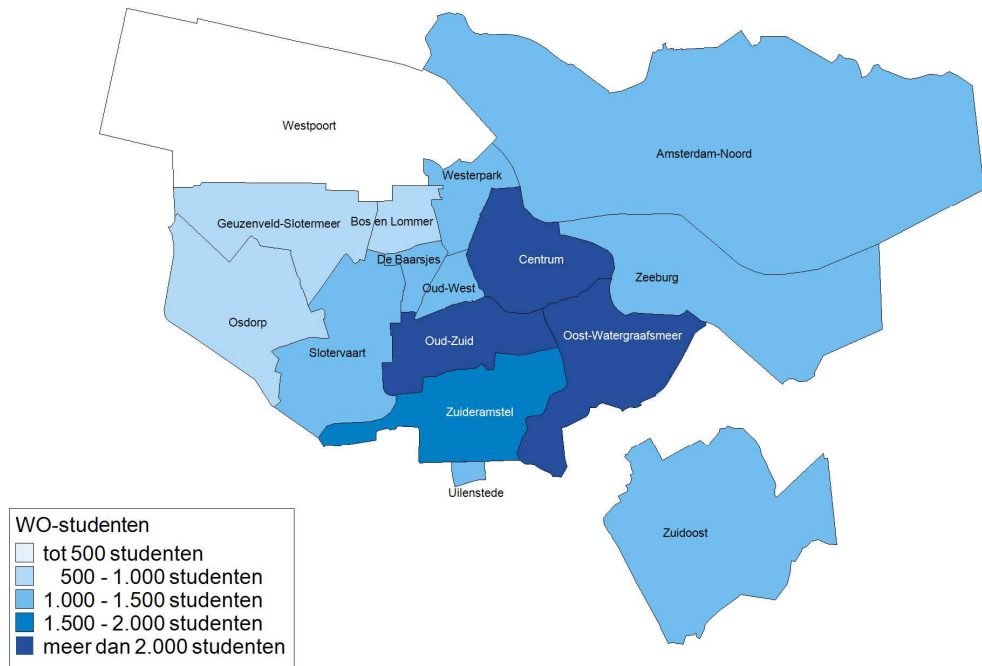 Westpoort
Amsterdam-Noord
Westerpark
Geuzenveld-Slotermeer
Bos en Lommer
De Baarsjes
Centrum
Zeeburg
Oud-West
Osdorp
Slotervaart
Oud-Zuid
Oost-Watergraafsmeer
Zuideramstel
Uilenstede
Zuidoost
WO-studenten
tot 500 studenten
500 - 1.000 studenten
1.000 - 1.500 studenten
1.500 - 2.000 studenten
meer dan 2.000 studenten